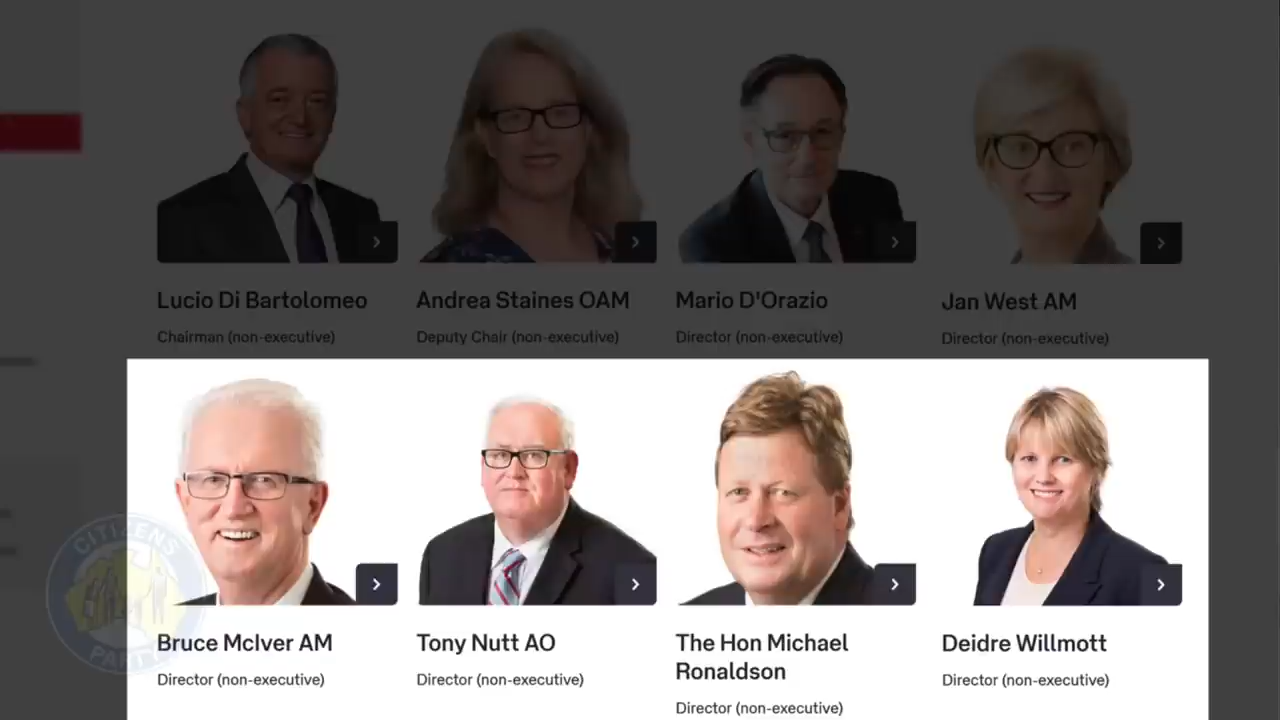 Lucio Di Bartolomeo
Chairman (non-executive)
Andrea Staines OAM
Deputy Chair (non-executive)
Mario D'Orazio
Director (non-executive)
Jan West AM
Director (non-executive)
Bruce McIver AM
Director (non-executive)
Tony Nutt AO
Director (non-executive)
The Hon Michael
Ronaldson
Director (non-executive)
Deidre Willmott
Director (non-executive)
CITIZENS
PARTY